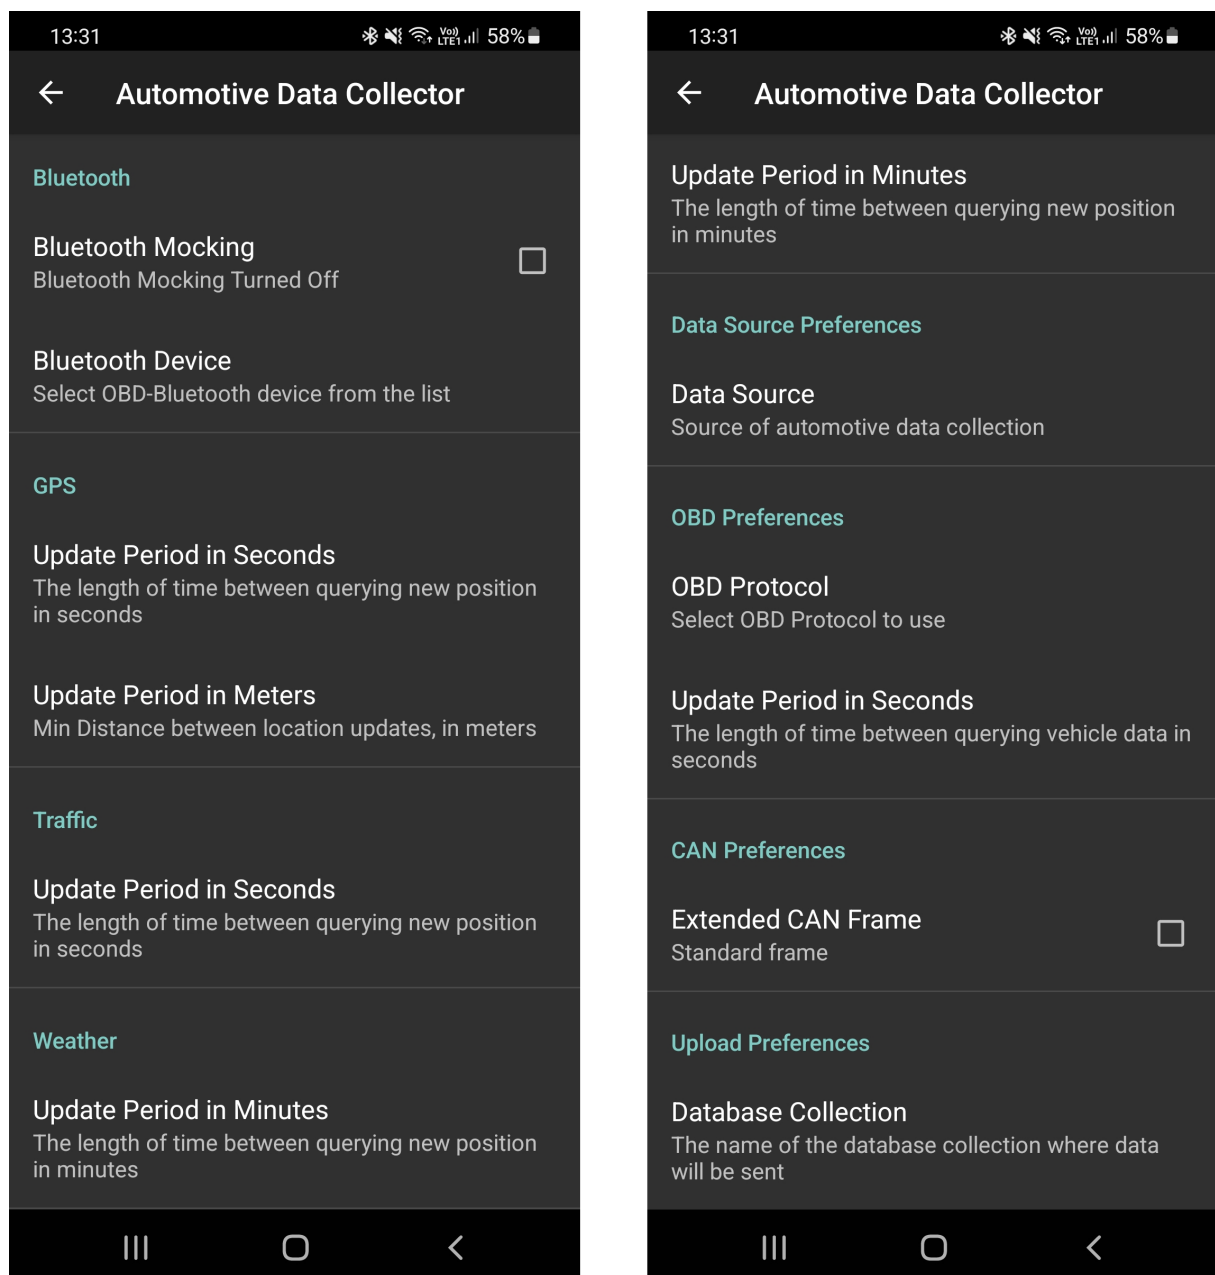 13:31
Vo))
LTE1
58%
Automotive Data Collector
Bluetooth
Bluetooth Mocking
Bluetooth Mocking Turned Off
Bluetooth Device
Select OBD-Bluetooth device from the list
GPS
Update Period in Seconds
The length of time between querying new position
in seconds
Update Period in Meters
Min Distance between location updates, in meters
Traffic
Update Period in Seconds
The length of time between querying new position
in seconds
Weather
Update Period in Minutes
The length of time between querying new position
in minutes
13:31
Vo))
LTE1
58%
Automotive Data Collector
Update Period in Minutes
The length of time between querying new position
in minutes
Data Source Preferences
Data Source
Source of automotive data collection
OBD Preferences
OBD Protocol
Select OBD Protocol to use
Update Period in Seconds
The length of time between querying vehicle data in
seconds
CAN Preferences
Extended CAN Frame
Standard frame
Upload Preferences
Database Collection
The name of the database collection where data
will be sent